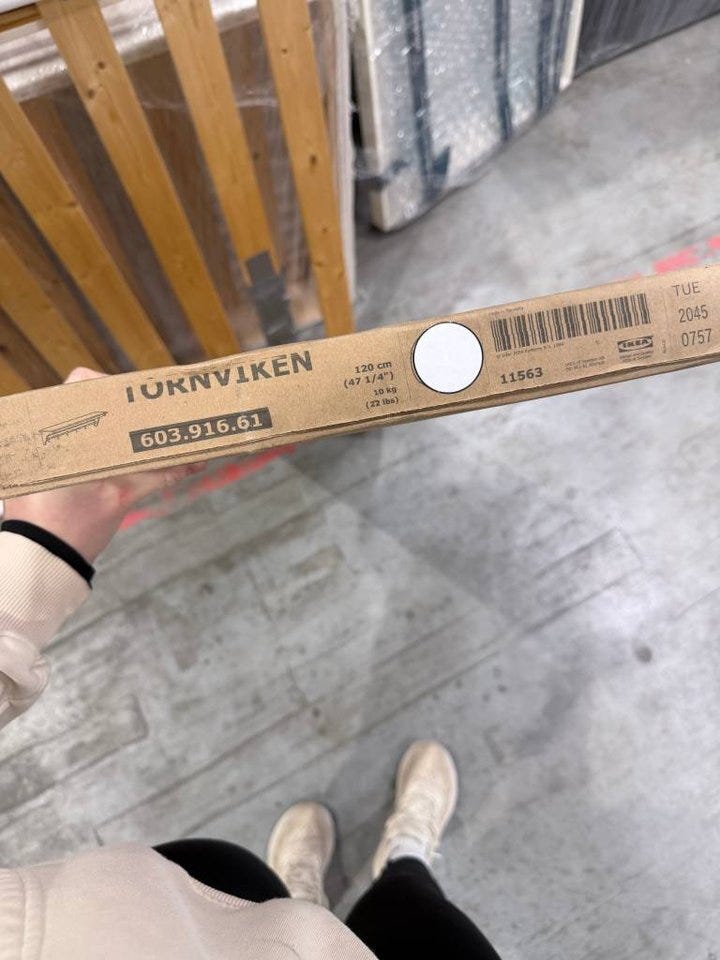 TORNVIKEN
603.916.61
120 cm
(47 1/4")
10 kg
(22 lbs)
11563
IKEA
TUE
2045
0757